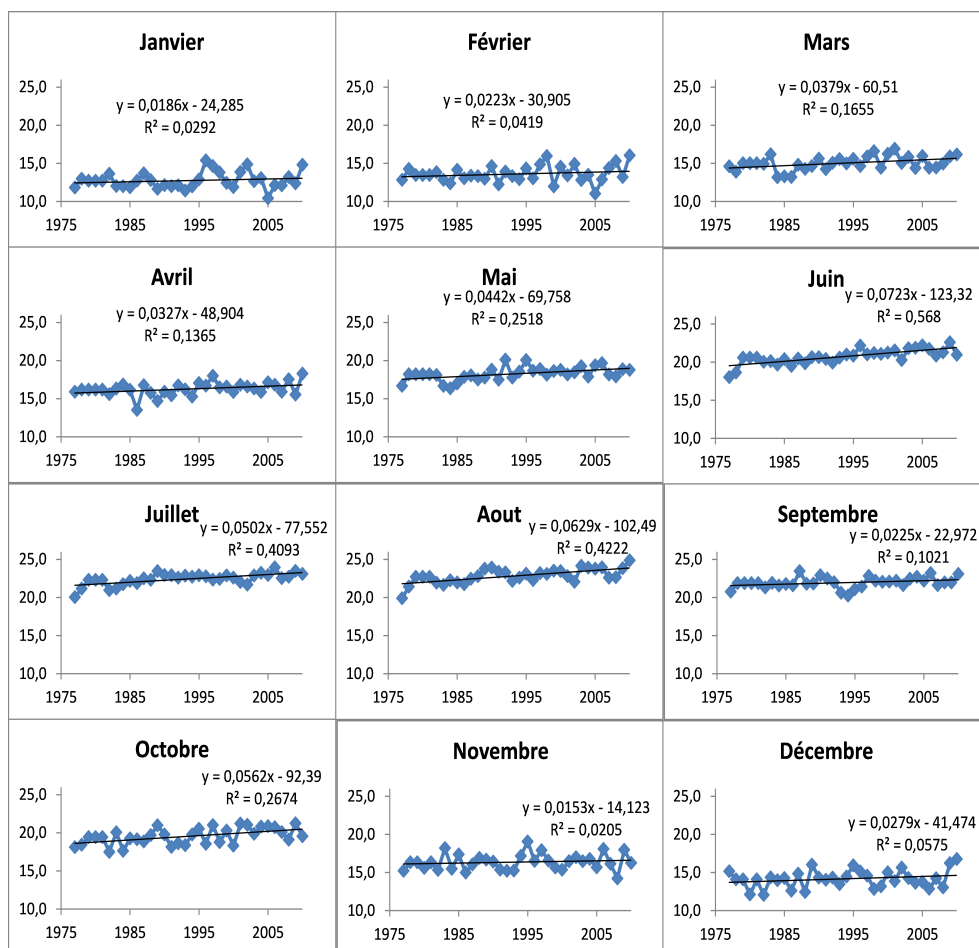 Janvier
y = 0,0186x - 24,285
R² = 0,0292
25,0
20,0
15,0
10,0
1975 1985 1995 2005
Février
y = 0,0223x - 30,905
R² = 0,0419
25,0
20,0
15,0
10,0
1975 1985 1995 2005
Mars
y = 0,0379x - 60,51
R² = 0,1655
25,0
20,0
15,0
10,0
1975 1985 1995 2005
Avril
y = 0,0327x - 48,904
R² = 0,1365
25,0
20,0
15,0
10,0
1975 1985 1995 2005
Mai
y = 0,0442x - 69,758
R² = 0,2518
25,0
20,0
15,0
10,0
1975 1985 1995 2005
Juin
y = 0,0723x - 123,32
R² = 0,568
25,0
20,0
15,0
10,0
1975 1985 1995 2005
Juillet
y = 0,0502x - 77,552
R² = 0,4093
25,0
20,0
15,0
10,0
1975 1985 1995 2005
Aout
y = 0,0629x - 102,49
R² = 0,4222
25,0
20,0
15,0
10,0
1975 1985 1995 2005
Septembre
y = 0,0225x - 22,972
R² = 0,1021
25,0
20,0
15,0
10,0
1975 1985 1995 2005
Octobre
y = 0,0562x - 92,39
R² = 0,2674
25,0
20,0
15,0
10,0
1975 1985 1995 2005
Novembre
y = 0,0153x - 14,123
R² = 0,0205
25,0
20,0
15,0
10,0
1975 1985 1995 2005
Décembre
y = 0,0279x - 41,474
R² = 0,0575
25,0
20,0
15,0
10,0
1975 1985 1995 2005